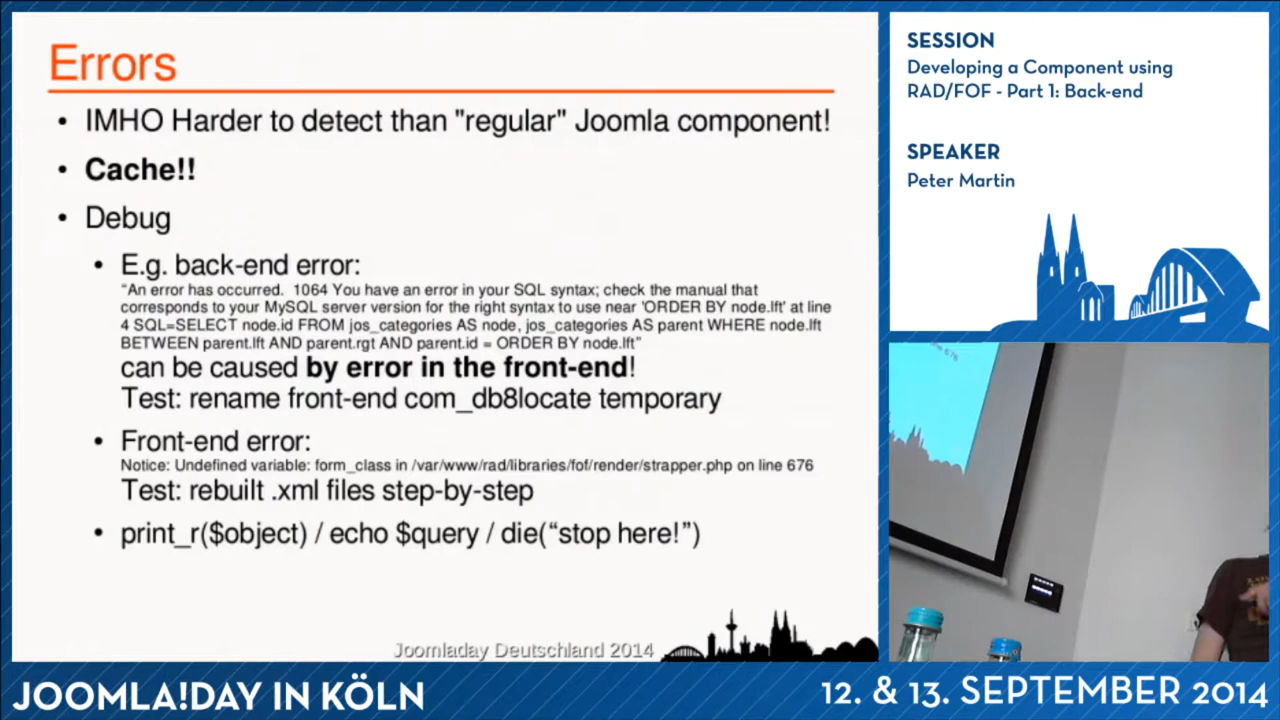 Errors
• IMHO Harder to detect than "regular" Joomla component!
• Cache!!
• Debug
• E.g. back-end error:
“An error has occurred.  1064 You have an error in your SQL syntax; check the manual that
corresponds to your MySQL server version for the right syntax to use near 'ORDER BY node.lft' at line
4 SQL=SELECT node.id FROM jos_categories AS node, jos_categories AS parent WHERE node.lft
BETWEEN parent.lft AND parent.rgt AND parent.id = ORDER BY node.lft”
can be caused by error in the front-end!
Test: rename front-end com_db8locate temporary
• Front-end error:
Notice: Undefined variable: form_class in /var/www/rad/libraries/fof/render/strapper.php on line 676
Test: rebuilt .xml files step-by-step
• print_r($object) / echo $query / die(“stop here!”)
Joomladay Deutschland 2014
SESSION
Developing a Component using
RAD/FOF - Part 1: Back-end
SPEAKER
Peter Martin
JOOMLA!DAY IN KÖLN
12. & 13. SEPTEMBER 2014